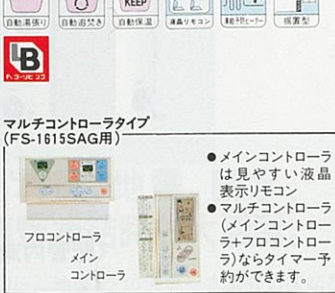 KEEP
自動湯張り 自動追焚き 自動保温 液晶リモコン 凍結予防ヒーター 据置型
LB
マルチコントローラタイプ
(FS-1615SAG用)
●メインコントローラ
は見やすい液晶
表示リモコン
●マルチコントローラ
(メインコントロー
ラ+フロコントロー
ラ)ならタイマー予
約ができます。
フロコントローラ
メイン
コントローラ